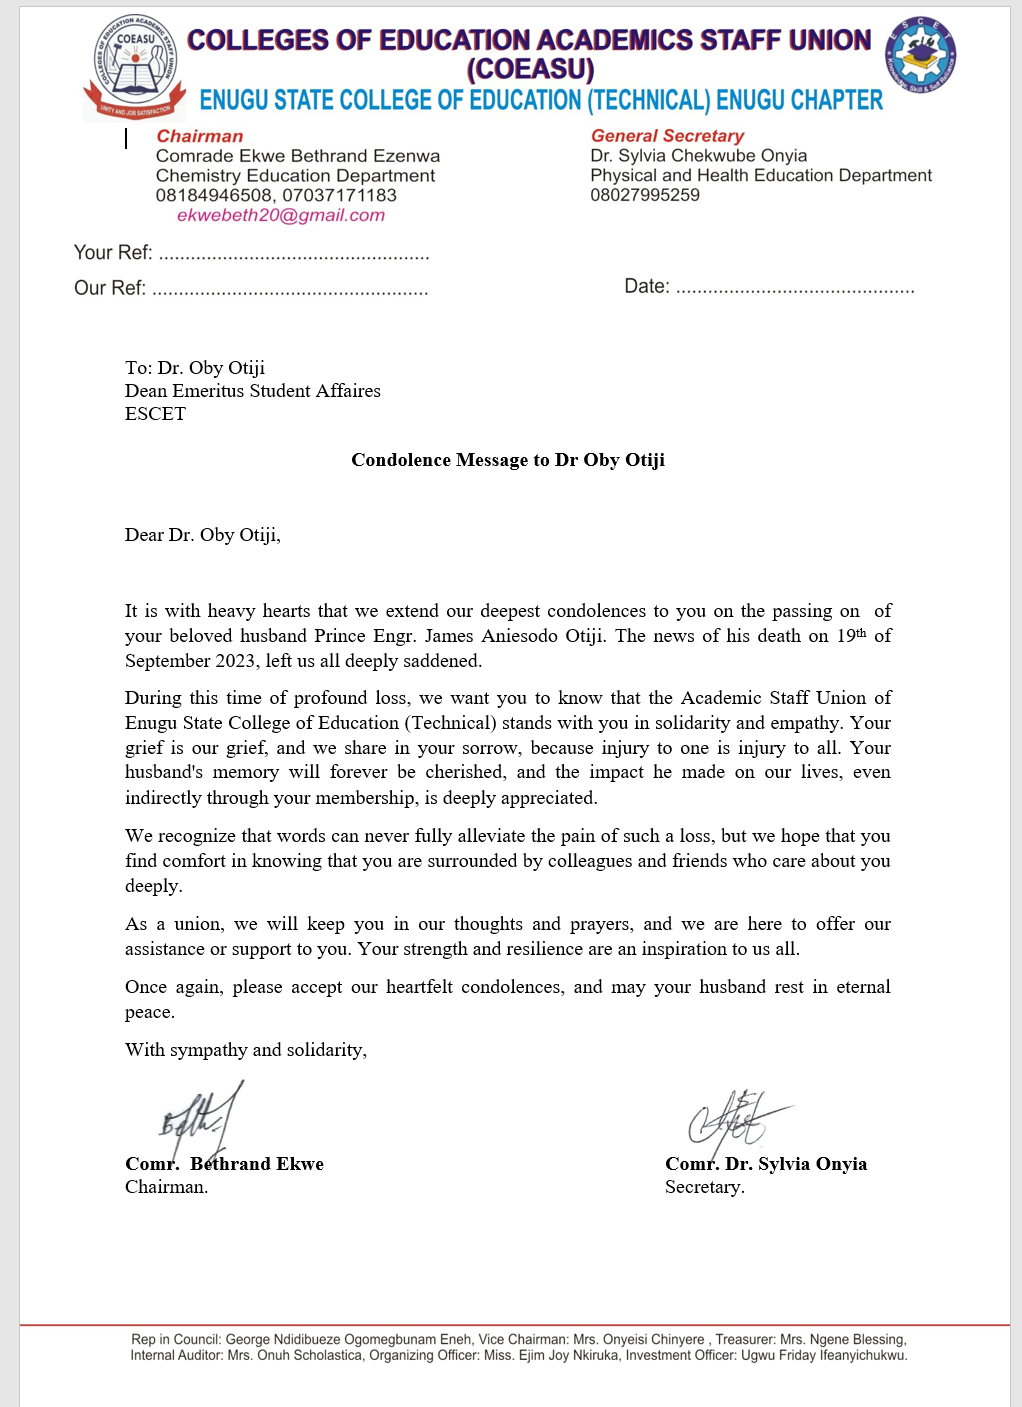 COLLEGES OF EDUCATION ACADEMIC STAFF UNION
COEASU
UNITY AND JOB SATISFACTION
COLLEGES OF EDUCATION ACADEMICS STAFF UNION
(COEASU)
ENUGU STATE COLLEGE OF EDUCATION (TECHNICAL) ENUGU CHAPTER
E S C E T
Knowledge, Skill & Self Reliance
Chairman
Comrade Ekwe Bethrand Ezenwa
Chemistry Education Department
08184946508, 07037171183
ekwebeth20@gmail.com
General Secretary
Dr. Sylvia Chekwube Onyia
Physical and Health Education Department
08027995259
Your Ref: ...................................................
Our Ref: ....................................................
Date: .............................................
To: Dr. Oby Otiji
Dean Emeritus Student Affaires
ESCET
Condolence Message to Dr Oby Otiji
Dear Dr. Oby Otiji,
It is with heavy hearts that we extend our deepest condolences to you on the passing on  of
your beloved husband Prince Engr. James Aniesodo Otiji. The news of his death on 19th of
September 2023, left us all deeply saddened.
During this time of profound loss, we want you to know that the Academic Staff Union of
Enugu State College of Education (Technical) stands with you in solidarity and empathy. Your
grief is our grief, and we share in your sorrow, because injury to one is injury to all. Your
husband's memory will forever be cherished, and the impact he made on our lives, even
indirectly through your membership, is deeply appreciated.
We recognize that words can never fully alleviate the pain of such a loss, but we hope that you
find comfort in knowing that you are surrounded by colleagues and friends who care about you
deeply.
As a union, we will keep you in our thoughts and prayers, and we are here to offer our
assistance or support to you. Your strength and resilience are an inspiration to us all.
Once again, please accept our heartfelt condolences, and may your husband rest in eternal
peace.
With sympathy and solidarity,
Comr.  Bethrand Ekwe
Chairman.
Comr. Dr. Sylvia Onyia
Secretary.
Rep in Council: George Ndidibueze Ogomegbunam Eneh, Vice Chairman: Mrs. Onyeisi Chinyere , Treasurer: Mrs. Ngene Blessing,
Internal Auditor: Mrs. Onuh Scholastica, Organizing Officer: Miss. Ejim Joy Nkiruka, Investment Officer: Ugwu Friday Ifeanyichukwu.